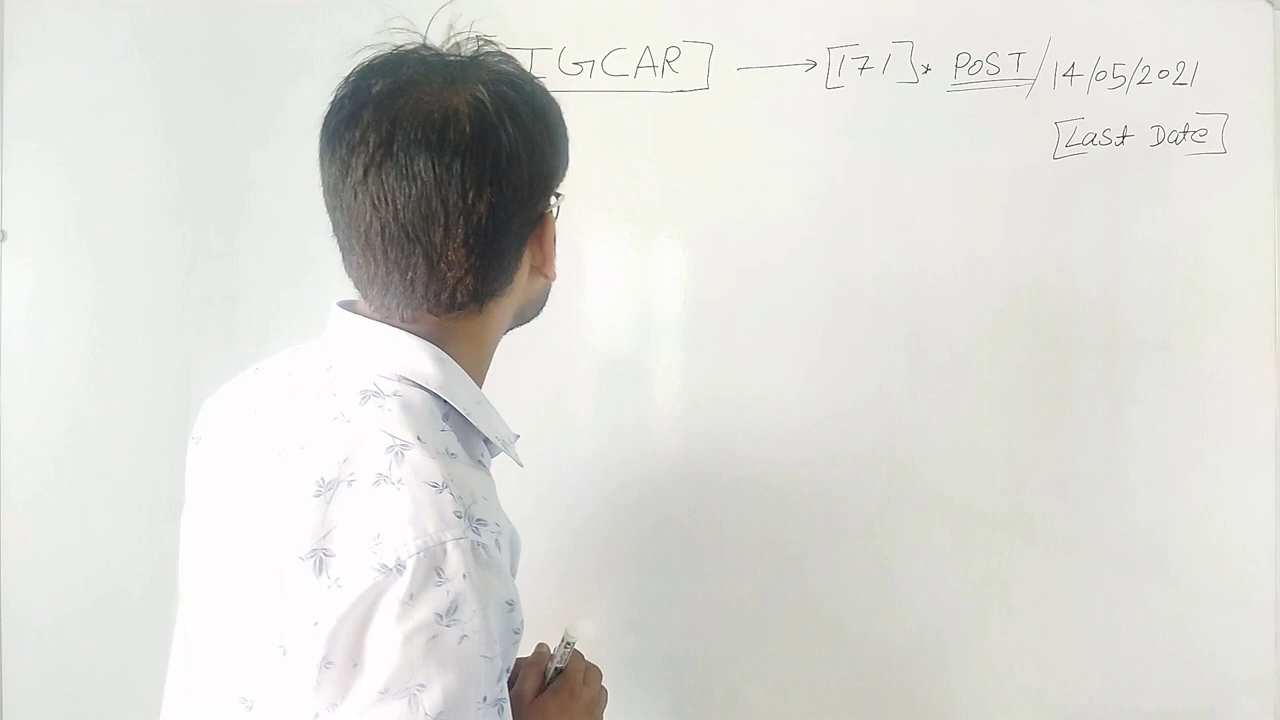 [IGCAR] ⟶ [171]* POST/14/05/2021
[Last Date]